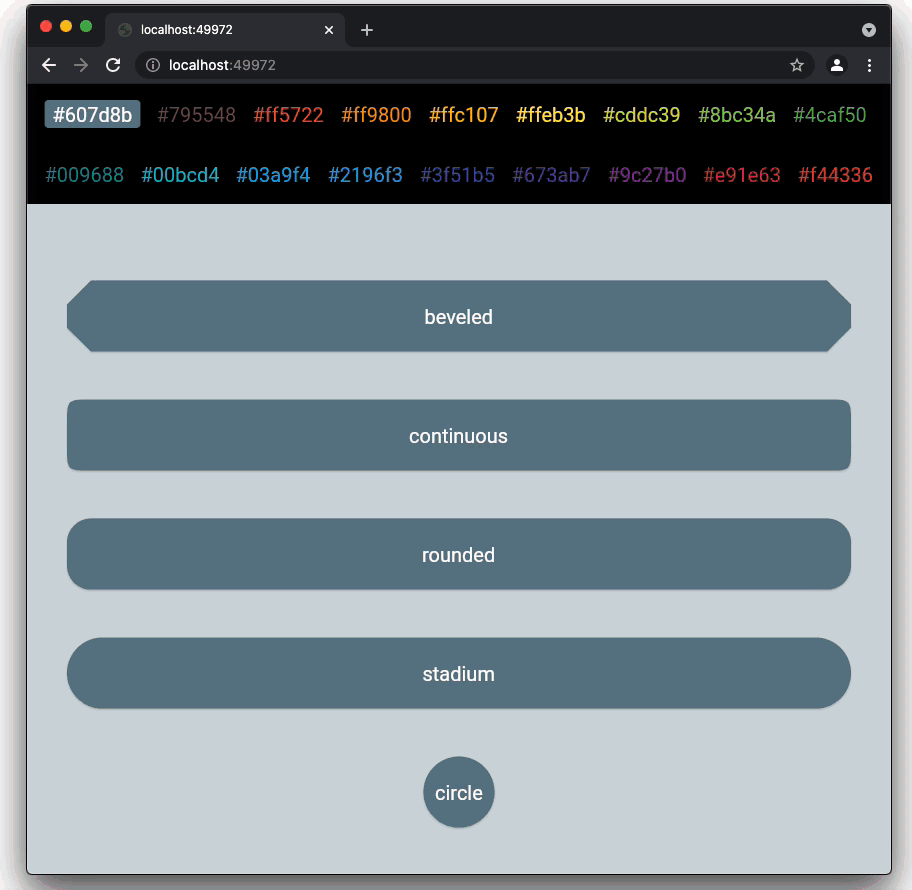 localhost:49972
localhost:49972
#607d8b #795548 #ff5722 #ff9800 #ffc107 #ffeb3b #cddc39 #8bc34a #4caf50
#009688 #00bcd4 #03a9f4 #2196f3 #3f51b5 #673ab7 #9c27b0 #e91e63 #f44336
beveled
continuous
rounded
stadium
circle